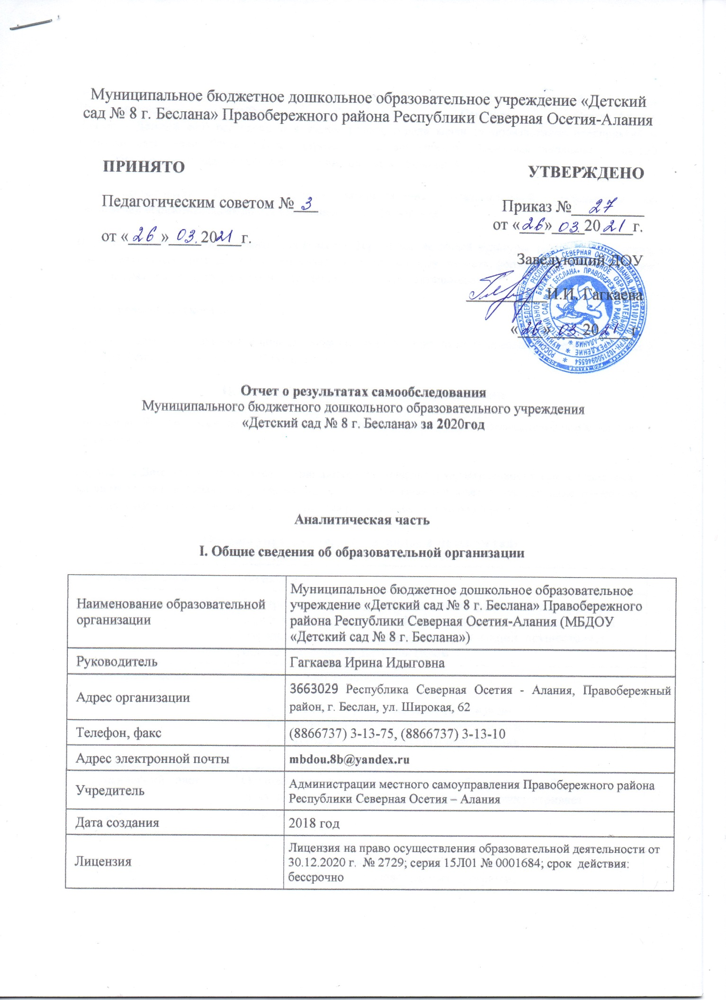 Муниципальное бюджетное дошкольное образовательное учреждение «Детский
сад № 8 г. Беслана» Правобережного района Республики Северная Осетия-Алания
ПРИНЯТО
Педагогическим советом № 3
от «26» 03.2021 г.
УТВЕРЖДЕНО
Приказ № 27
от «26» 03.2021 г.
Заведующий ДОУ
И.И. Гагкаева
«26» 03.2021 г.
Отчет о результатах самообследования
Муниципального бюджетного дошкольного образовательного учреждения
«Детский сад № 8 г. Беслана» за 2020год
Аналитическая часть
I. Общие сведения об образовательной организации
Наименование образовательной
организации
Муниципальное бюджетное дошкольное образовательное
учреждение «Детский сад № 8 г. Беслана» Правобережного
района Республики Северная Осетия-Алания (МБДОУ
«Детский сад № 8 г. Беслана»)
Руководитель
Гагкаева Ирина Идыговна
Адрес организации
3663029 Республика Северная Осетия - Алания, Правобережный
район, г. Беслан, ул. Широкая, 62
Телефон, факс
(8866737) 3-13-75, (8866737) 3-13-10
Адрес электронной почты
mbdou.8b@yandex.ru
Учредитель
Администрации местного самоуправления Правобережного района
Республики Северная Осетия – Алания
Дата создания
2018 год
Лицензия
Лицензия на право осуществления образовательной деятельности от
30.12.2020 г. № 2729; серия 15Л01 № 0001684; срок действия:
бессрочно